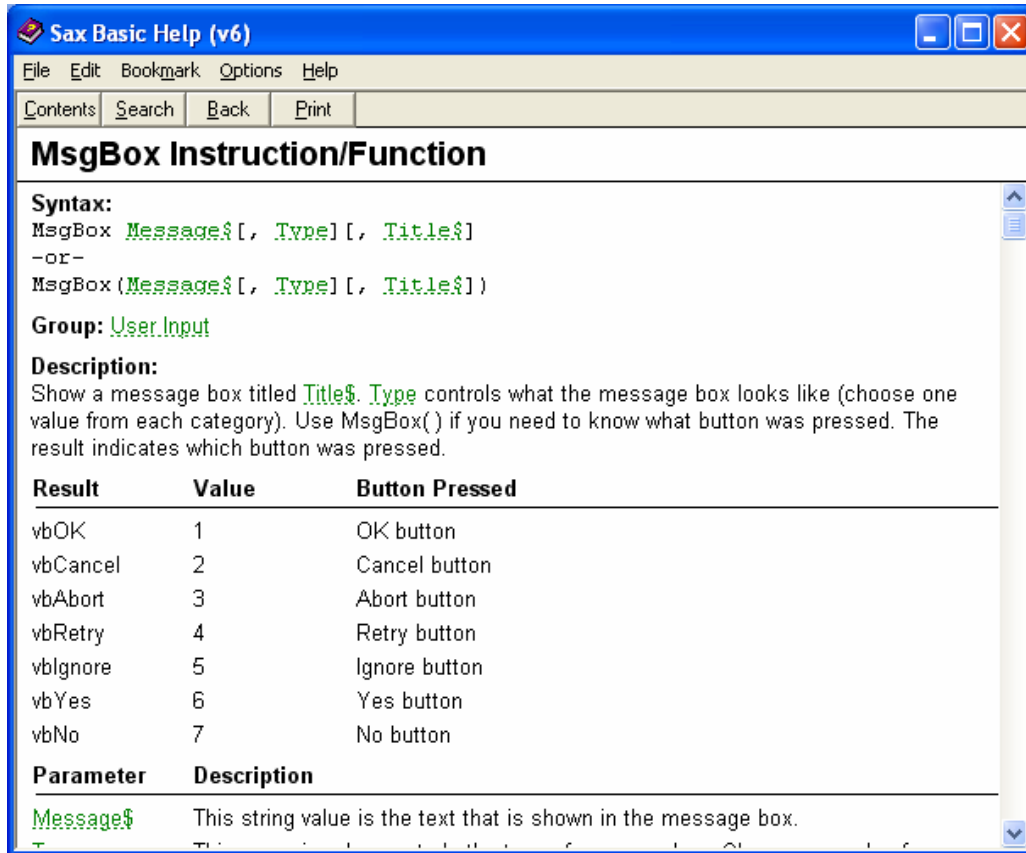 Sax Basic Help (v6)
File Edit Bookmark Options Help
Contents Search Back Print
MsgBox Instruction/Function
Syntax:
MsgBox Message$[, Type][, Title$]
-or-
MsgBox(Message$[, Type][, Title$])
Group: User Input
Description:
Show a message box titled Title$. Type controls what the message box looks like (choose one
value from each category). Use MsgBox( ) if you need to know what button was pressed. The
result indicates which button was pressed.
Result Value Button Pressed
vbOK 1 OK button
vbCancel 2 Cancel button
vbAbort 3 Abort button
vbRetry 4 Retry button
vbIgnore 5 Ignore button
vbYes 6 Yes button
vbNo 7 No button
Parameter Description
Message$ This string value is the text that is shown in the message box.